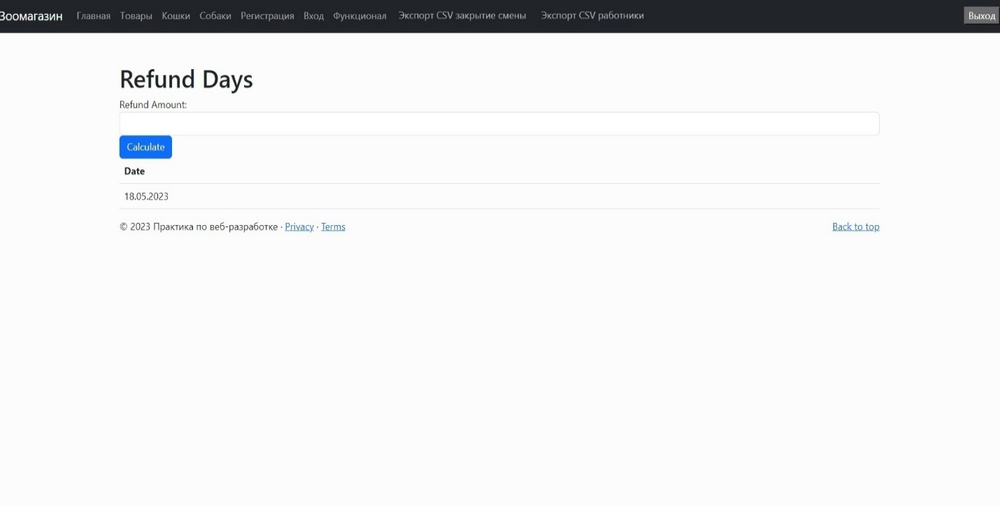 Зоомагазин Главная Товары Кошки Собаки Регистрация Вход Функционал Экспорт CSV закрытие смены Экспорт CSV работники Выход
Refund Days
Refund Amount:
Calculate
Date
18.05.2023
© 2023 Практика по веб-разработке · Privacy · Terms Back to top